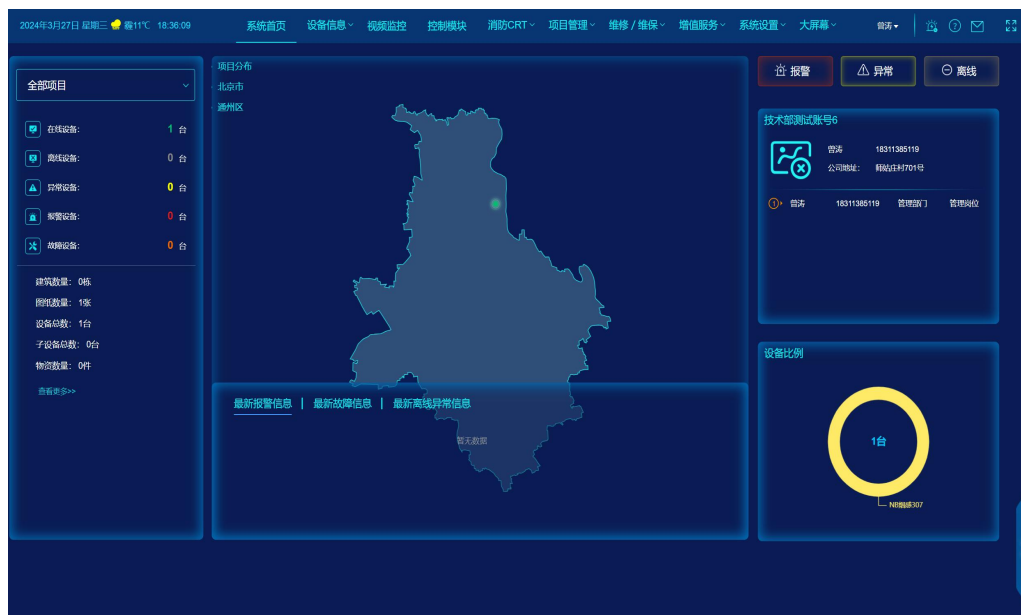 2024年3月27日 星期三 霾11℃ 18:36:09
系统首页 设备信息 视频监控 控制模块 消防CRT 项目管理 维修 / 维保 增值服务 系统设置 大屏幕 曾涛
全部项目
在线设备: 1 台
离线设备: 0 台
异常设备: 0 台
报警设备: 0 台
故障设备: 0 台
建筑数量: 0栋
图纸数量: 1张
设备总数: 1台
子设备总数: 0台
物资数量: 0件
查看更多>>
项目分布
北京市
通州区
最新报警信息 | 最新故障信息 | 最新离线异常信息
暂无数据
报警 异常 离线
技术部测试账号6
曾涛 18311385119
公司地址: 师姑庄村701号
1 曾涛 18311385119 管理部门 管理岗位
设备比例
1台
NB烟感307